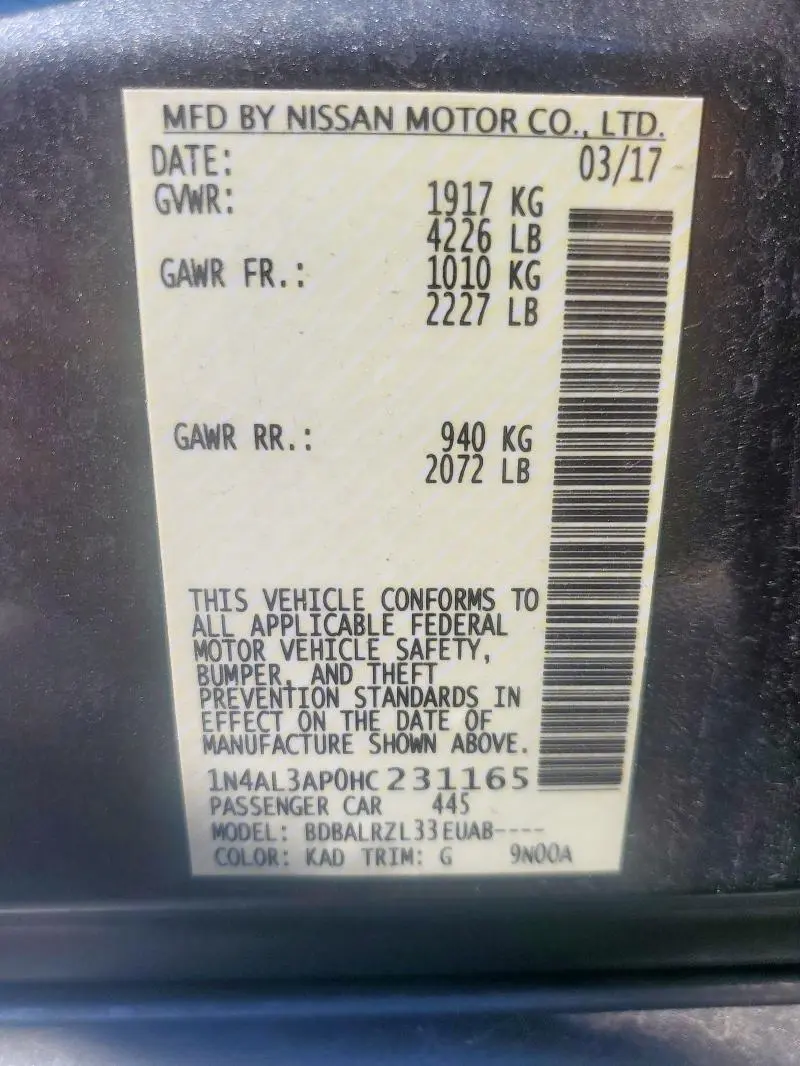 MFD BY NISSAN MOTOR CO., LTD.
DATE: 03/17
GVWR: 1917 KG
4226 LB
GAWR FR.: 1010 KG
2227 LB
GAWR RR.: 940 KG
2072 LB
THIS VEHICLE CONFORMS TO
ALL APPLICABLE FEDERAL
MOTOR VEHICLE SAFETY,
BUMPER, AND THEFT
PREVENTION STANDARDS IN
EFFECT ON THE DATE OF
MANUFACTURE SHOWN ABOVE.
1N4AL3AP0HC231165
PASSENGER CAR 445
MODEL: BDBALRZL33EUAB----
COLOR: KAD TRIM: G 9N00A